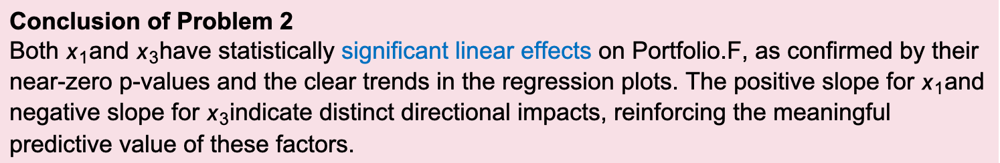 Conclusion of Problem 2
Both x₁and x₃have statistically significant linear effects on Portfolio.F, as confirmed by their
near-zero p-values and the clear trends in the regression plots. The positive slope for x₁and
negative slope for x₃indicate distinct directional impacts, reinforcing the meaningful
predictive value of these factors.